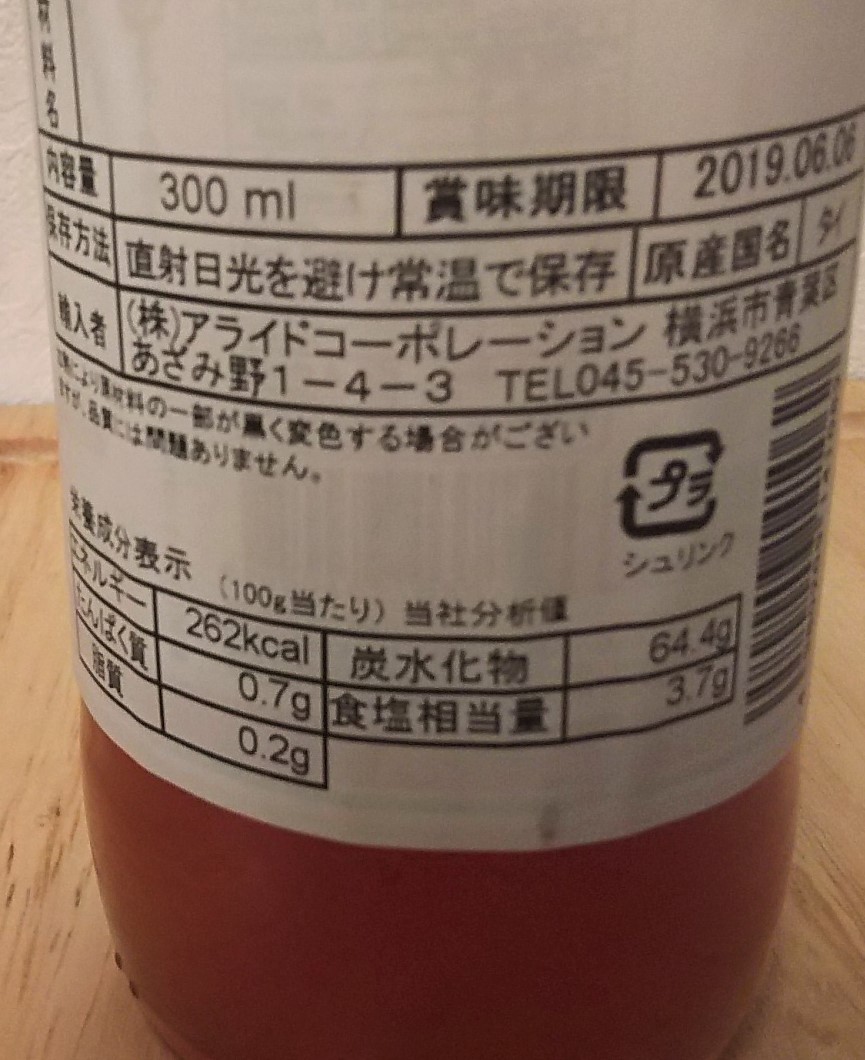 材料名
内容量 300 ml 賞味期限 2019.06.06
保存方法 直射日光を避け常温で保存 原産国名 タイ
輸入者 (株)アライドコーポレーション 横浜市青葉区
あざみ野1-4-3 TEL045-530-9266
により原材料の一部が黒く変色する場合がござい
ますが、品質には問題ありません。
プラ
シュリンク
栄養成分表示 (100g当たり) 当社分析値
エネルギー 262kcal 炭水化物 64.4g
たんぱく質 0.7g 食塩相当量 3.7g
脂質 0.2g